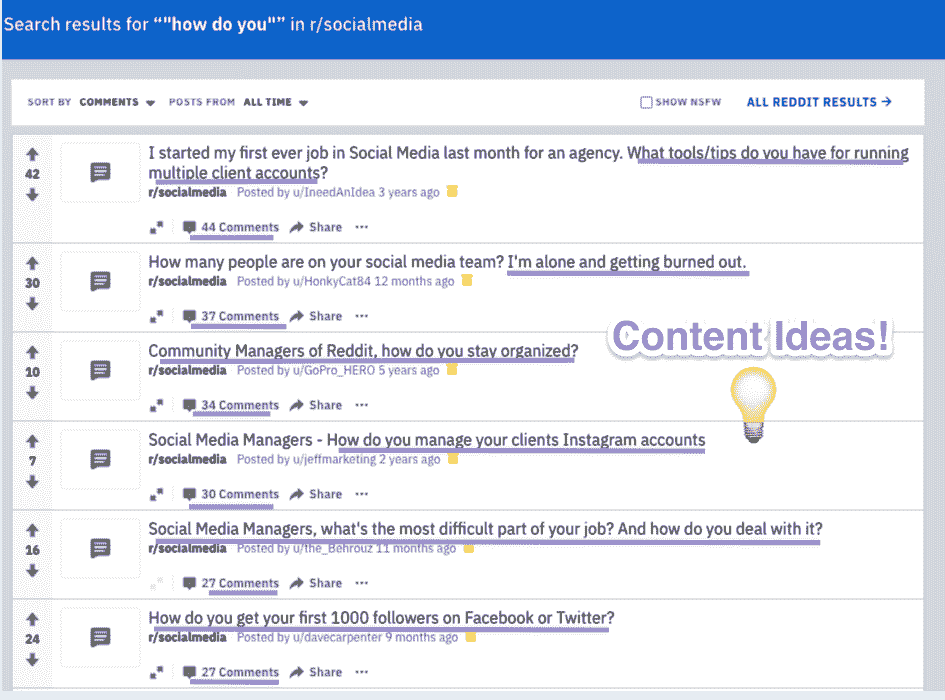 Search results for “"how do you"” in r/socialmedia
SORT BY COMMENTS POSTS FROM ALL TIME SHOW NSFW ALL REDDIT RESULTS →
42
I started my first ever job in Social Media last month for an agency. What tools/tips do you have for running
multiple client accounts?
r/socialmedia Posted by u/IneedAnIdea 3 years ago
44 Comments Share ···
30
How many people are on your social media team? I'm alone and getting burned out.
r/socialmedia Posted by u/HonkyCat84 12 months ago
37 Comments Share ···
Content Ideas!
10
Community Managers of Reddit, how do you stay organized?
r/socialmedia Posted by u/GoPro_HERO 5 years ago
34 Comments Share ···
7
Social Media Managers - How do you manage your clients Instagram accounts
r/socialmedia Posted by u/jeffmarketing 2 years ago
30 Comments Share ···
16
Social Media Managers, what's the most difficult part of your job? And how do you deal with it?
r/socialmedia Posted by u/the_Behrouz 11 months ago
27 Comments Share ···
24
How do you get your first 1000 followers on Facebook or Twitter?
r/socialmedia Posted by u/davecarpenter 9 months ago
27 Comments Share ···